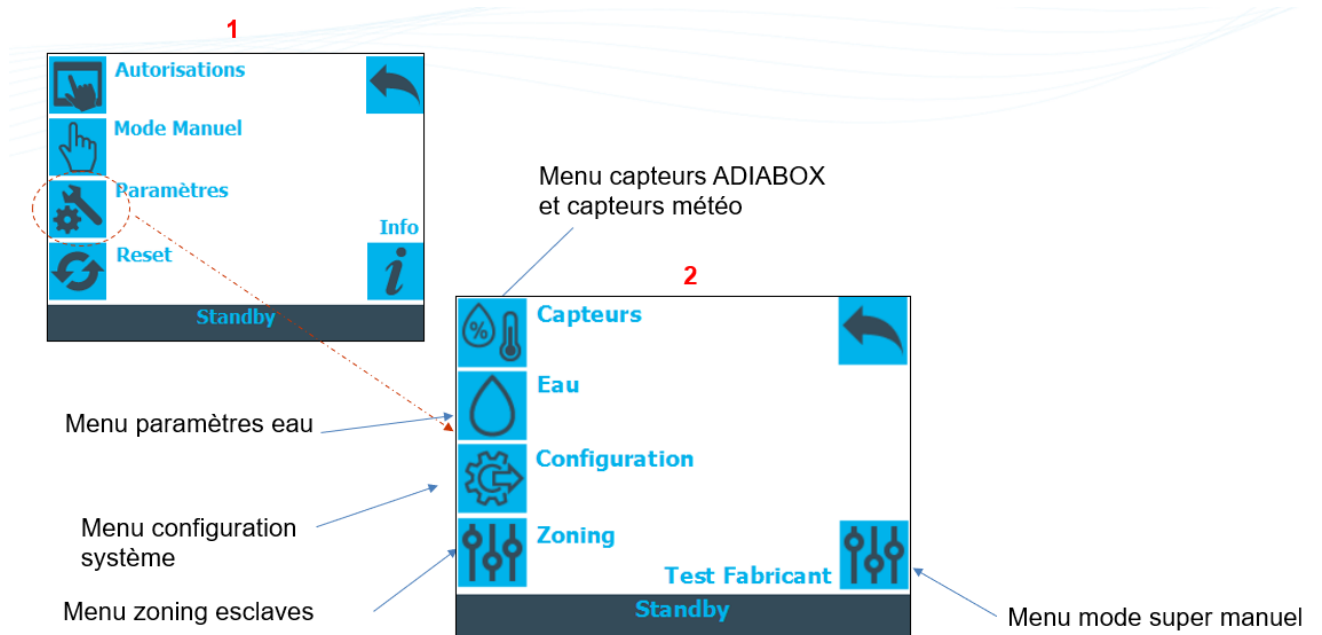 1
Autorisations
Mode Manuel
Paramètres
Info
Reset
i
Standby
Menu capteurs ADIABOX
et capteurs météo
2
%
Capteurs
Eau
Menu paramètres eau
Configuration
Menu configuration
système
Zoning
Test Fabricant
Menu zoning esclaves
Standby
Menu mode super manuel